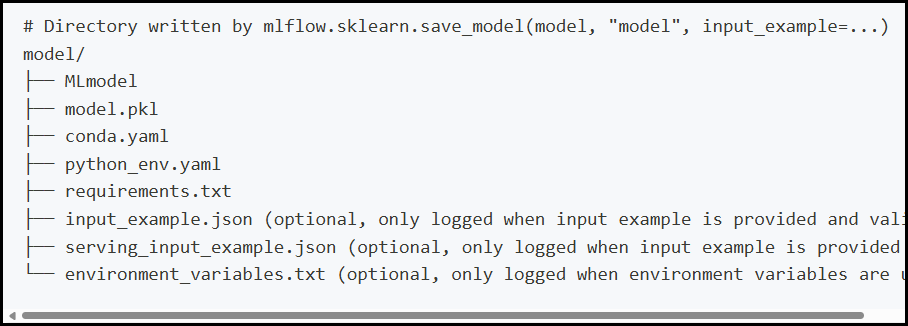 # Directory written by mlflow.sklearn.save_model(model, "model", input_example=...)
model/
├── MLmodel
├── model.pkl
├── conda.yaml
├── python_env.yaml
├── requirements.txt
├── input_example.json (optional, only logged when input example is provided and vali
├── serving_input_example.json (optional, only logged when input example is provided
└── environment_variables.txt (optional, only logged when environment variables are u